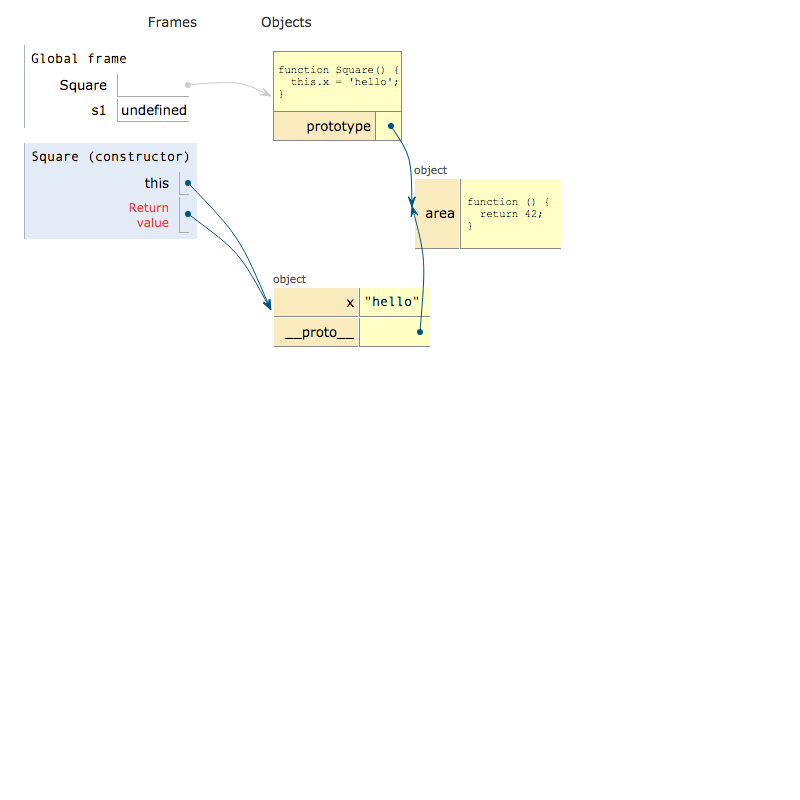 Frames Objects
Global frame
Square
s1 undefined
function Square() {
this.x = 'hello';
}
prototype
Square (constructor)
this
Return
value
object
area
function () {
return 42;
}
object
x "hello"
__proto__